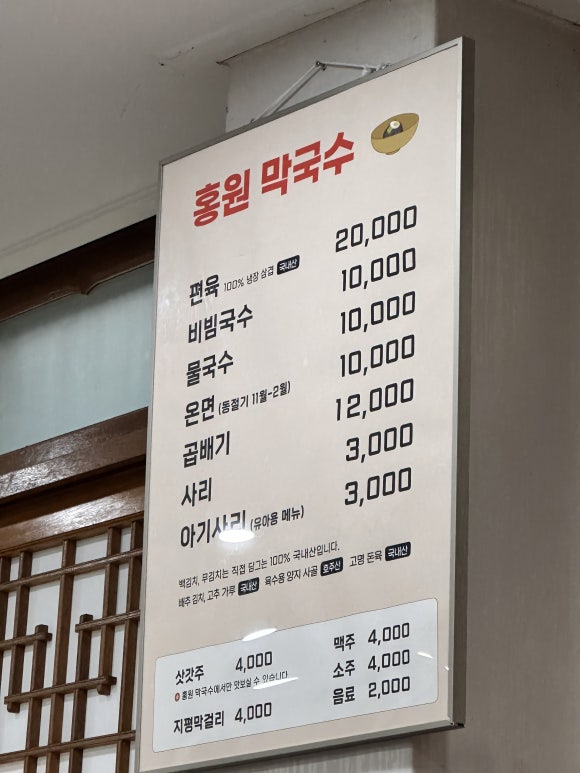 홍원 막국수
편육 100% 냉장 삼겹 국내산 20,000
비빔국수 10,000
물국수 10,000
온면 (동절기 11월-2월) 10,000
곱배기 12,000
사리 3,000
아기사리 (유아용 메뉴) 3,000
백김치, 무김치는 직접 담그는 100% 국내산입니다.
배추 김치, 고추 가루 국내산 육수용 양지 사골 호주산 고명 돈육 국내산
삿갓주 4,000
홍원 막국수에서만 맛보실 수 있습니다
지평막걸리 4,000
맥주 4,000
소주 4,000
음료 2,000